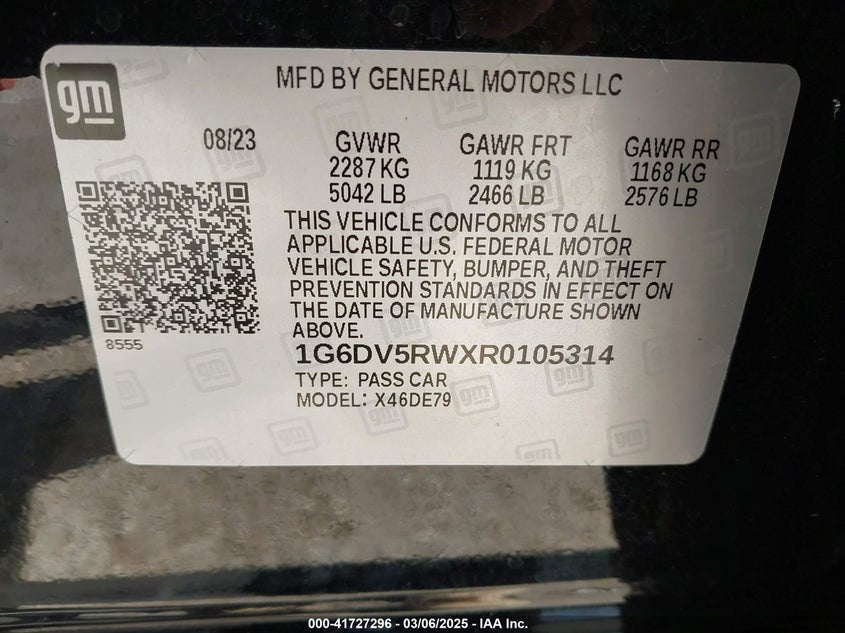 gm
MFD BY GENERAL MOTORS LLC
08/23 GVWR GAWR FRT GAWR RR
2287 KG 1119 KG 1168 KG
5042 LB 2466 LB 2576 LB
THIS VEHICLE CONFORMS TO ALL
APPLICABLE U.S. FEDERAL MOTOR
VEHICLE SAFETY, BUMPER, AND THEFT
PREVENTION STANDARDS IN EFFECT ON
THE DATE OF MANUFACTURE SHOWN
ABOVE.
8555
1G6DV5RWXR0105314
TYPE: PASS CAR
MODEL: X46DE79
000-41727296 - 03/06/2025 - IAA Inc.